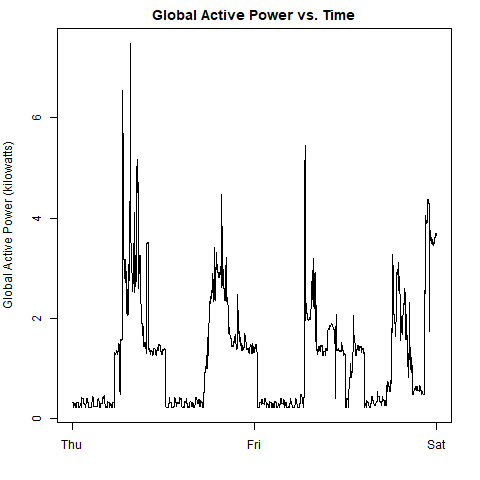 Global Active Power vs. Time
Global Active Power (kilowatts)
6
4
2
0
Thu Fri Sat